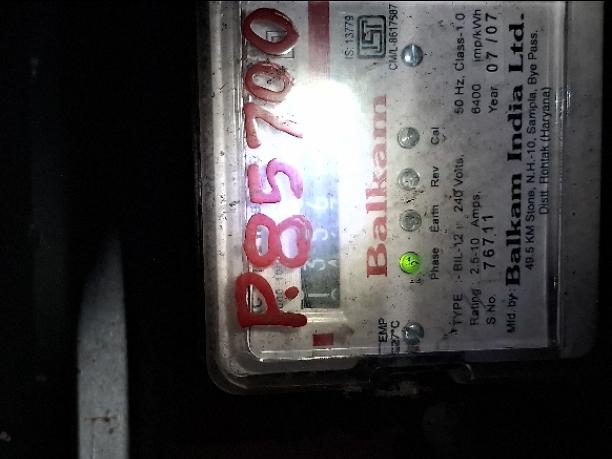 P.85700
IS: 13779
CM/L-8617587
Balkam
Phase Earth Rev Cal
TYPE :- BIL-12 240 Volts, 50 Hz, Class-1.0
Rating 2.5-10 Amps. 6400 imp/kWh
S No. 76711 Year 07/07
Mfd. by: Balkam India Ltd.
49.5 KM Stone, N.H.-10, Sampla, Bye Pass,
Distt. Rohtak (Haryana)